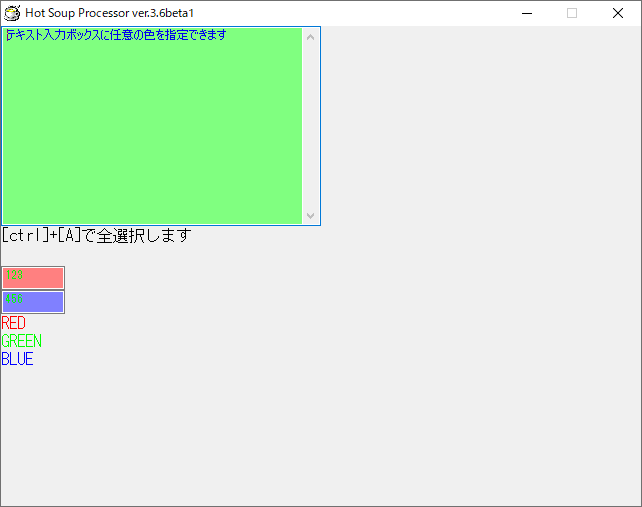 Hot Soup Processor ver.3.6beta1
テキスト入力ボックスに任意の色を指定できます
[ctrl]+[A]で全選択します
128
400
RED
GREEN
BLUE